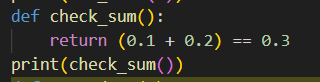 def check_sum():
    return (0.1 + 0.2) == 0.3
print(check_sum())